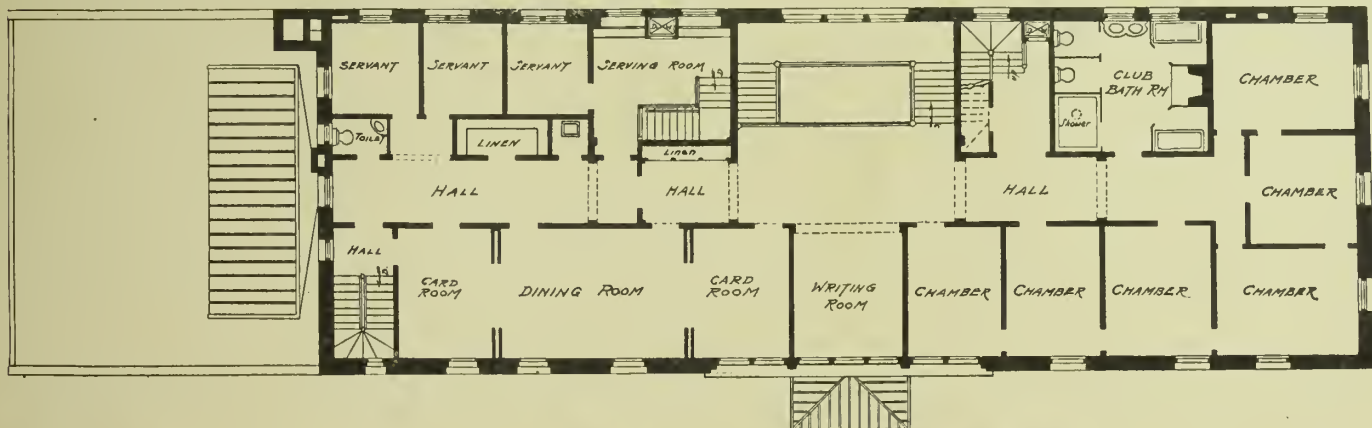 SERVANT
SERVANT
SERVANT
SERVING ROOM
CLUB
BATH RM
CHAMBER
TOILET
LINEN
LINEN
Shower
HALL
HALL
HALL
CHAMBER
HALL
CARD
ROOM
DINING ROOM
CARD
ROOM
WRITING
ROOM
CHAMBER
CHAMBER
CHAMBER
CHAMBER